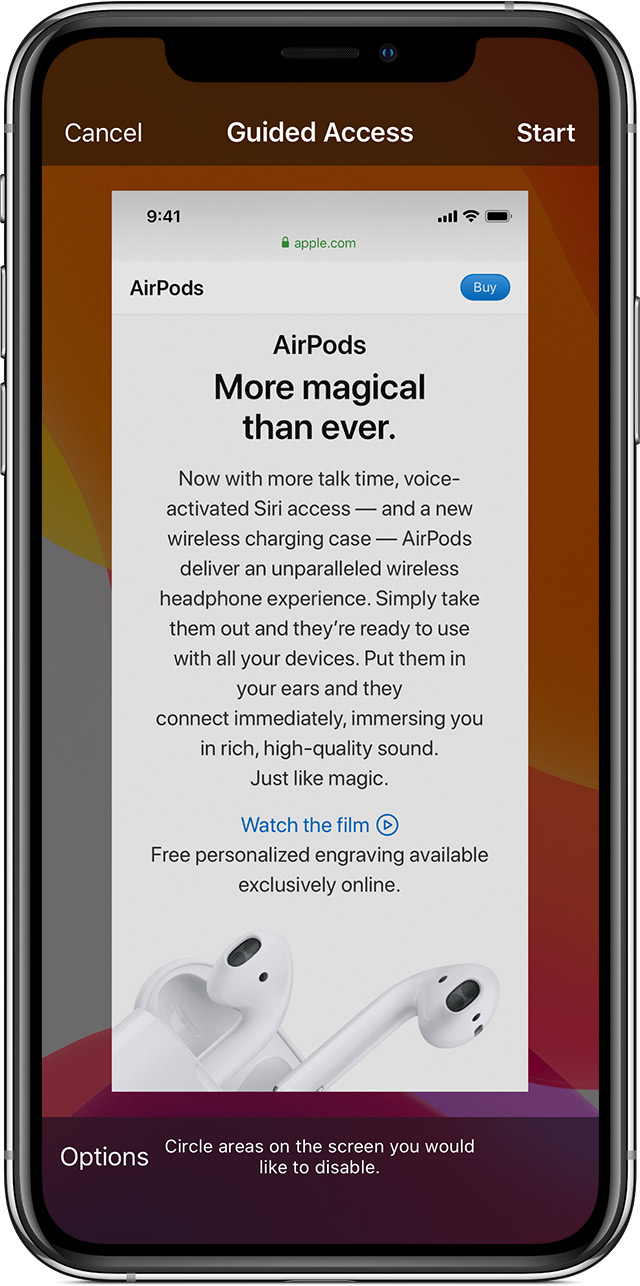 Cancel Guided Access Start
9:41
apple.com
AirPods Buy
AirPods
More magical
than ever.
Now with more talk time, voice-
activated Siri access — and a new
wireless charging case — AirPods
deliver an unparalleled wireless
headphone experience. Simply take
them out and they’re ready to use
with all your devices. Put them in
your ears and they
connect immediately, immersing you
in rich, high-quality sound.
Just like magic.
Watch the film
Free personalized engraving available
exclusively online.
Options
Circle areas on the screen you would
like to disable.